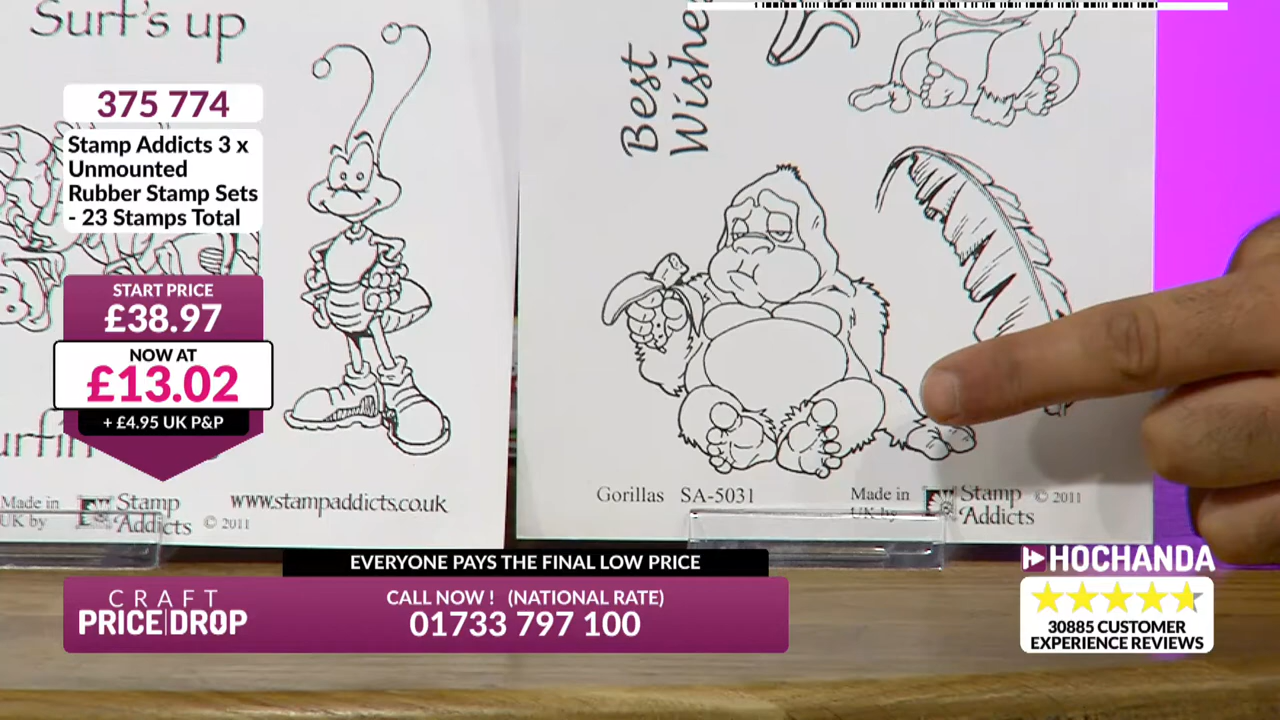 Surf's up
375 774
Stamp Addicts 3 x
Unmounted
Rubber Stamp Sets
- 23 Stamps Total
START PRICE
£38.97
NOW AT
£13.02
+ £4.95 UK P&P
Made in
UK by
Stamp
Addicts
© 2011
www.stampaddicts.co.uk
Best
Wishes
Gorillas SA-5031
Made in
UK by
Stamp
Addicts
© 2011
EVERYONE PAYS THE FINAL LOW PRICE
CRAFT
PRICE DROP
CALL NOW ! (NATIONAL RATE)
01733 797 100
HOCHANDA
30885 CUSTOMER
EXPERIENCE REVIEWS